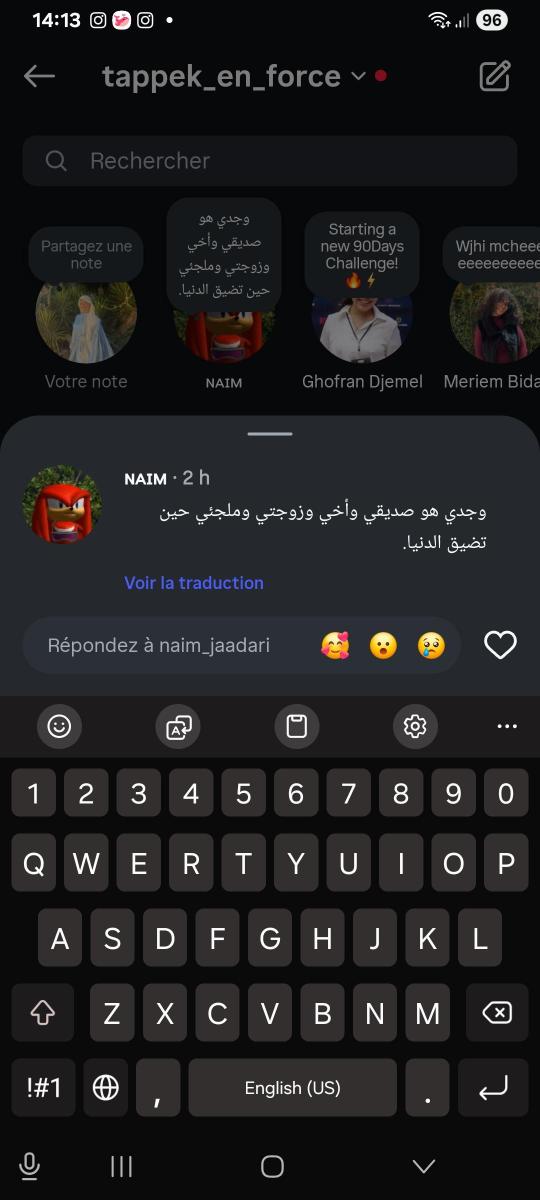 14:13
96
tappek_en_force
Rechercher
Partagez une
note
وجدي هو
صديقي وأخي
وزوجتي وملجئي
حين تضيق الدنيا.
Starting a
new 90Days
Challenge!
🔥⚡
Wjhi mcheee
eeeeeeeeee
Votre note
NAIM
Ghofran Djemel
Meriem Bida
NAIM · 2 h
وجدي هو صديقي وأخي وزوجتي وملجئي حين
تضيق الدنيا.
Voir la traduction
Répondez à naim_jaadari
🥰 😮 😢
1 2 3 4 5 6 7 8 9 0
Q W E R T Y U I O P
A S D F G H J K L
Z X C V B N M
!#1 , English (US) .